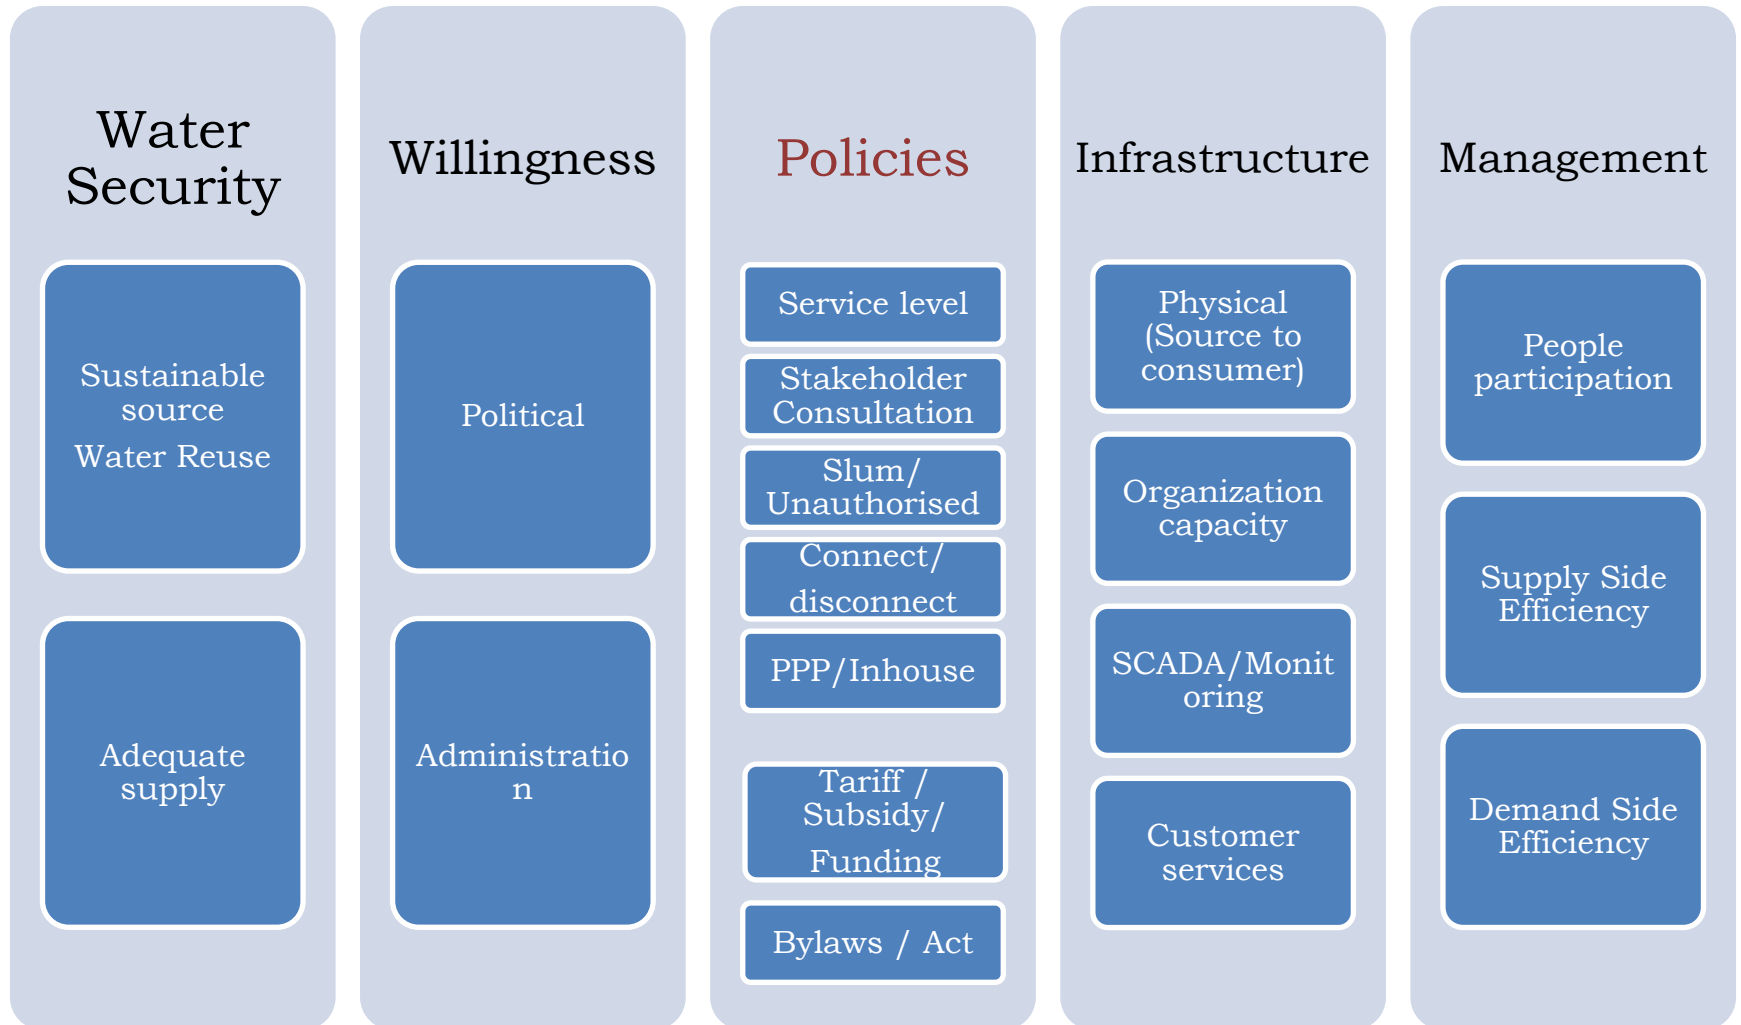 Water
Security
Sustainable
source
Water Reuse
Adequate
supply
Willingness
Political
Administratio
n
Policies
Service level
Stakeholder
Consultation
Slum/
Unauthorised
Connect/
disconnect
PPP/Inhouse
Tariff /
Subsidy/
Funding
Bylaws / Act
Infrastructure
Physical
(Source to
consumer)
Organization
capacity
SCADA/Monit
oring
Customer
services
Management
People
participation
Supply Side
Efficiency
Demand Side
Efficiency